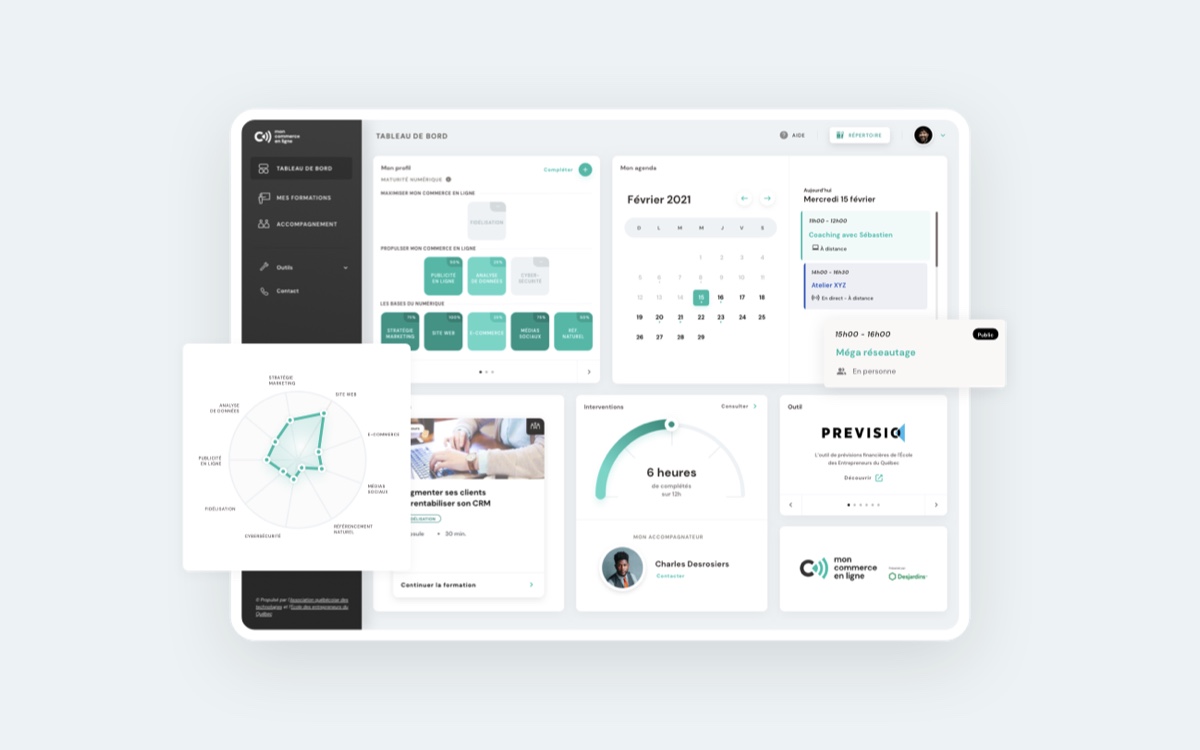 mon
commerce
en ligne
TABLEAU DE BORD
MES FORMATIONS
ACCOMPAGNEMENT
Outils
Contact
© Propulsé par l'Association québécoise des
technologies et l'École des entrepreneurs du
Québec
TABLEAU DE BORD
AIDE
RÉPERTOIRE
Mon profil
Compléter
MATURITÉ NUMÉRIQUE
MAXIMISER MON COMMERCE EN LIGNE
FIDÉLISATION
PROPULSER MON COMMERCE EN LIGNE
PUBLICITÉ
EN LIGNE
ANALYSE
DE DONNÉES
CYBER-
SÉCURITÉ
LES BASES DU NUMÉRIQUE
STRATÉGIE
MARKETING
SITE WEB
100%
E-COMMERCE
MÉDIAS
SOCIAUX
RÉF.
NATUREL
Mon agenda
Février 2021
D L M M J V S
1 2 3 4
5 6 7 8 9 10 11
12 13 14 15 16 17 18
19 20 21 22 23 24 25
26 27 28 29
Aujourd'hui
Mercredi 15 février
11h00 - 12h00
Coaching avec Sébastien
À distance
14h00 - 16h30
Atelier XYZ
En direct - À distance
15h00 - 16h00
Public
Méga réseautage
En personne
STRATÉGIE
MARKETING
SITE WEB
E-COMMERCE
MÉDIAS
SOCIAUX
RÉFÉRENCEMENT
NATUREL
CYBERSÉCURITÉ
FIDÉLISATION
PUBLICITÉ
EN LIGNE
ANALYSE
DE DONNÉES
gmenter ses clients
rentabiliser son CRM
30 min.
Continuer la formation
Interventions
Consulter
6 heures
de complétés
sur 12h
MON ACCOMPAGNATEUR
Charles Desrosiers
Contacter
Outil
PREVISIO
L'outil de prévisions financières de l'École
des Entrepreneurs du Québec
Découvrir
mon
commerce
en ligne
Desjardins